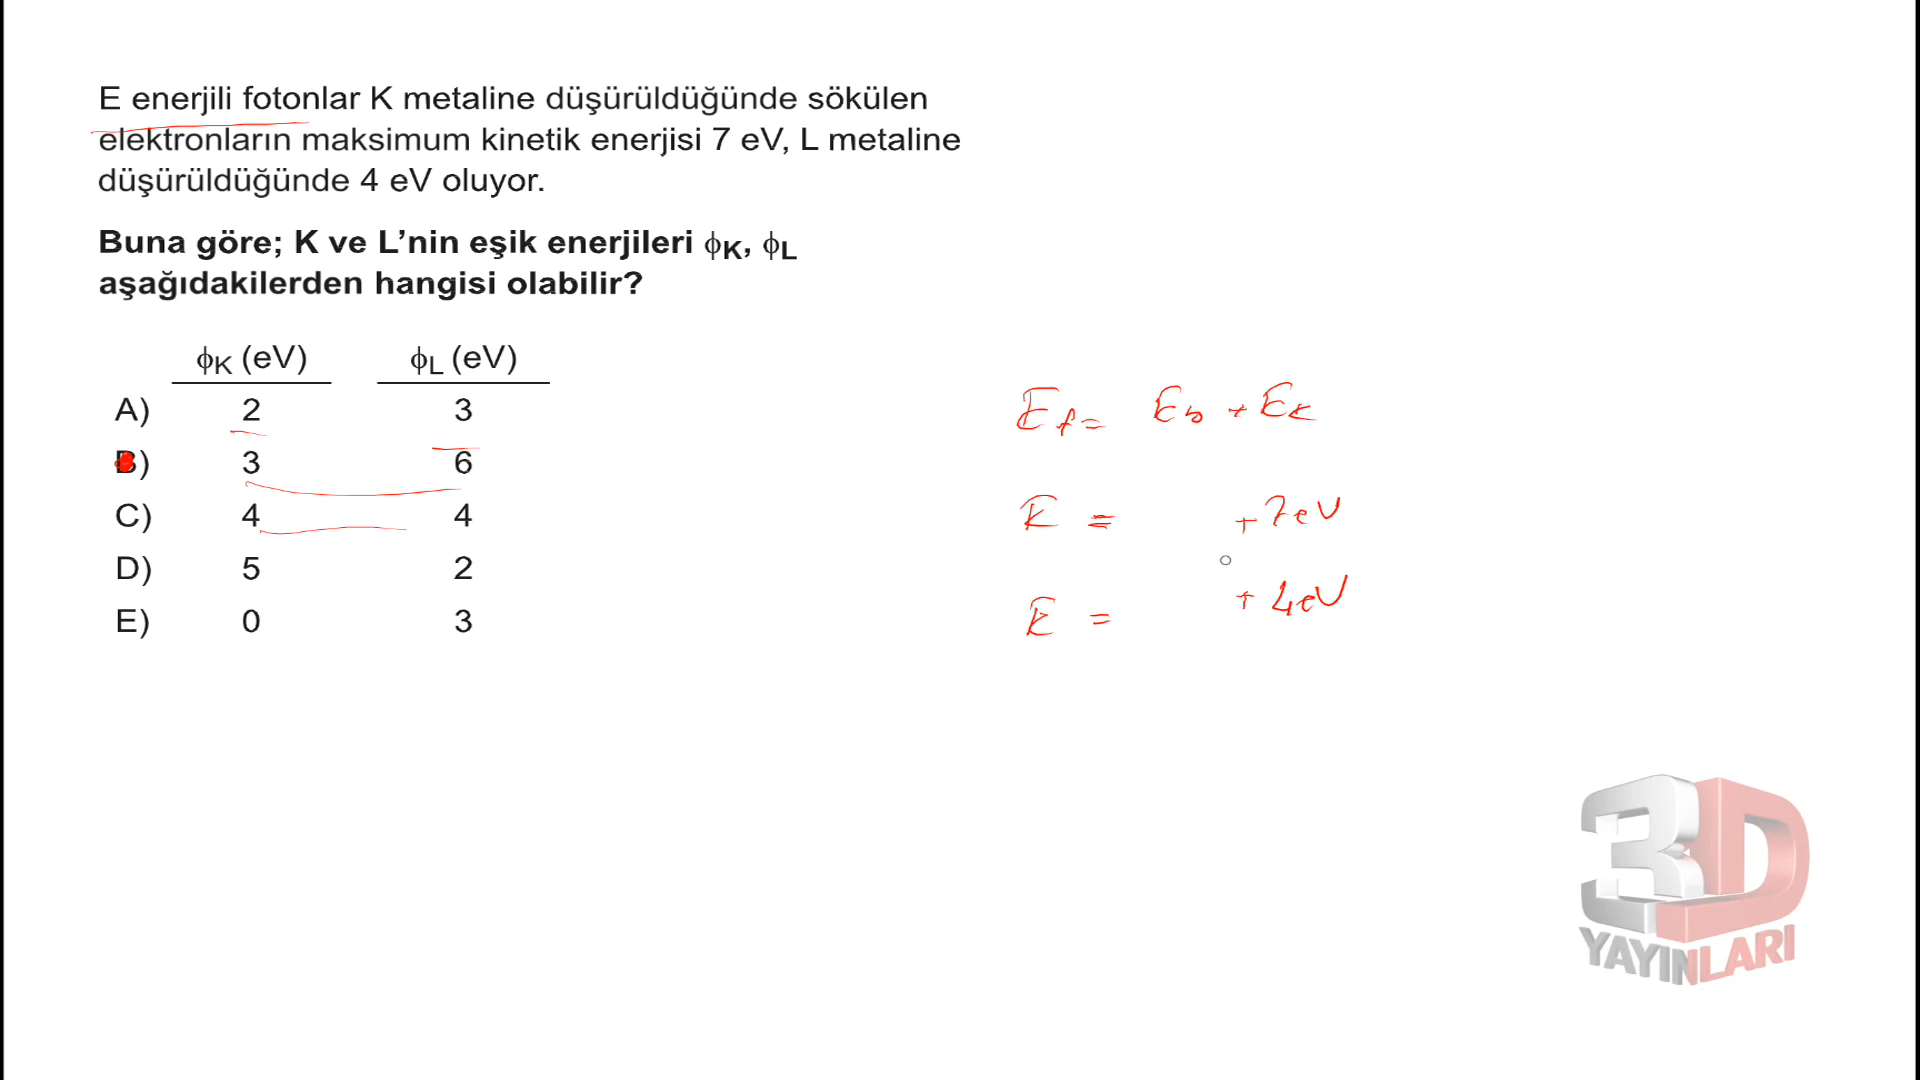 E enerjili fotonlar K metaline düşürüldüğünde sökülen
elektronların maksimum kinetik enerjisi 7 eV, L metaline
düşürüldüğünde 4 eV oluyor.
Buna göre; K ve L’nin eşik enerjileri ϕK, ϕL
aşağıdakilerden hangisi olabilir?
ϕK (eV) ϕL (eV)
A) 2 3
B) 3 6
C) 4 4
D) 5 2
E) 0 3
Ef = Eb + Ek
E = +7eV
E = +4eV
3D
YAYINLARI